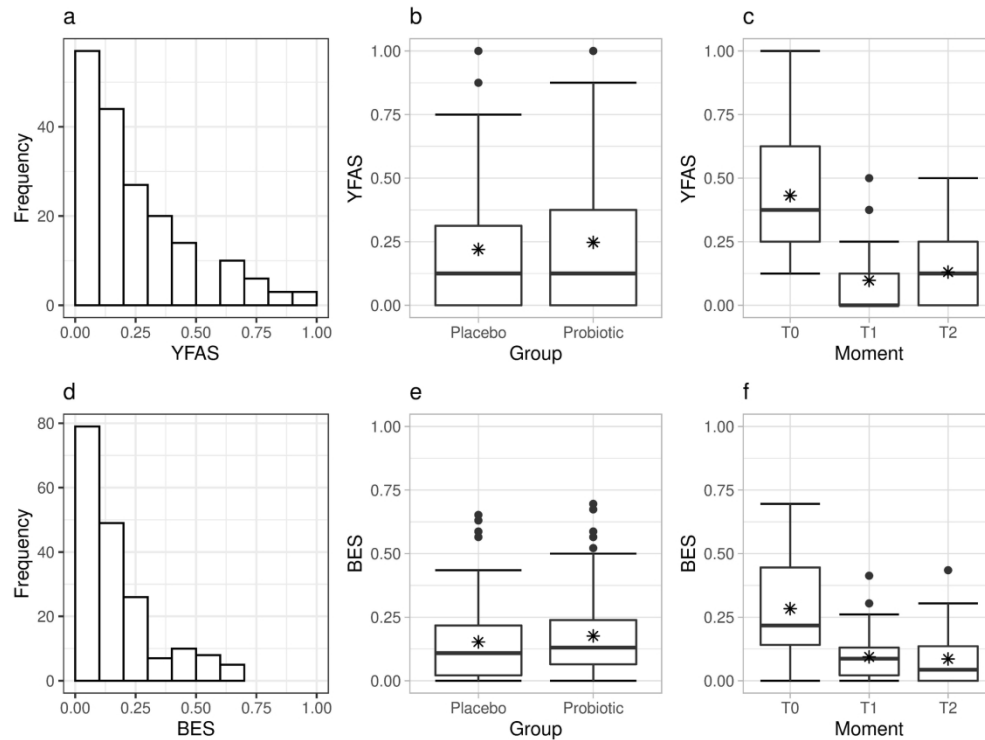 a
Frequency
40
20
0
0.00 0.25 0.50 0.75 1.00
YFAS
b
YFAS
1.00
0.75
0.50
0.25
0.00
Placebo Probiotic
Group
c
YFAS
1.00
0.75
0.50
0.25
0.00
T0 T1 T2
Moment
d
Frequency
80
60
40
20
0
0.00 0.25 0.50 0.75 1.00
BES
e
BES
1.00
0.75
0.50
0.25
0.00
Placebo Probiotic
Group
f
BES
1.00
0.75
0.50
0.25
0.00
T0 T1 T2
Moment